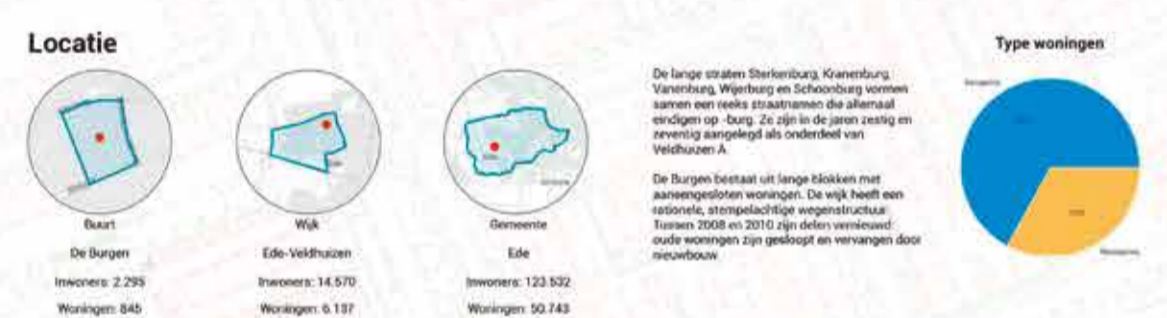 Locatie
Buurt
De Burgen
Inwoners: 2.295
Woningen: 845
Wijk
Ede-Veldhuizen
Inwoners: 14.570
Woningen: 6.137
Gemeente
Ede
Inwoners: 123.532
Woningen: 50.743
De lange straten Sterkenburg, Kranenburg,
Vanenburg, Wijerburg en Schoonburg vormen
samen een reeks straatnamen die allemaal
eindigen op -burg. Ze zijn in de jaren zestig en
zeventig aangelegd als onderdeel van
Veldhuizen A.
De Burgen bestaat uit lange blokken met
aaneengesloten woningen. De wijk heeft een
rationele, stempelachtige wegenstructuur.
Tussen 2008 en 2010 zijn delen vernieuwd:
oude woningen zijn gesloopt en vervangen door
nieuwbouw.
Type woningen